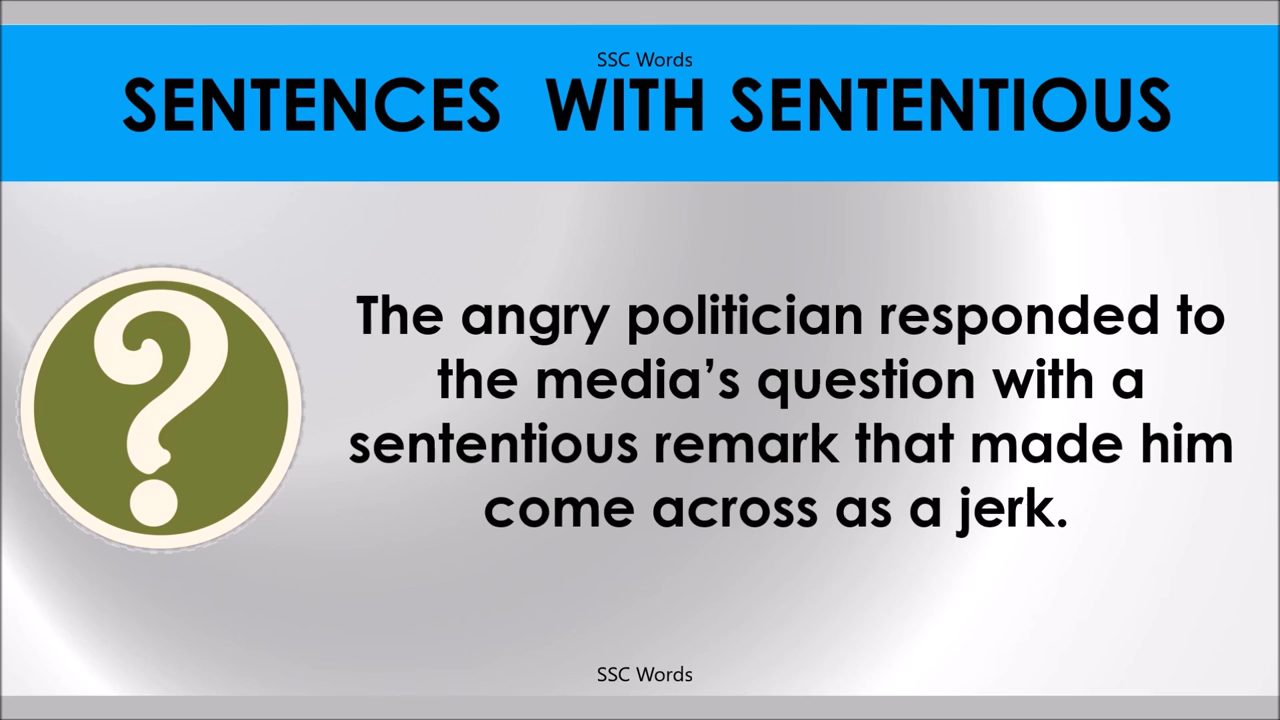 SSC Words
SENTENCES WITH SENTENTIOUS
The angry politician responded to
the media’s question with a
sententious remark that made him
come across as a jerk.
SSC Words